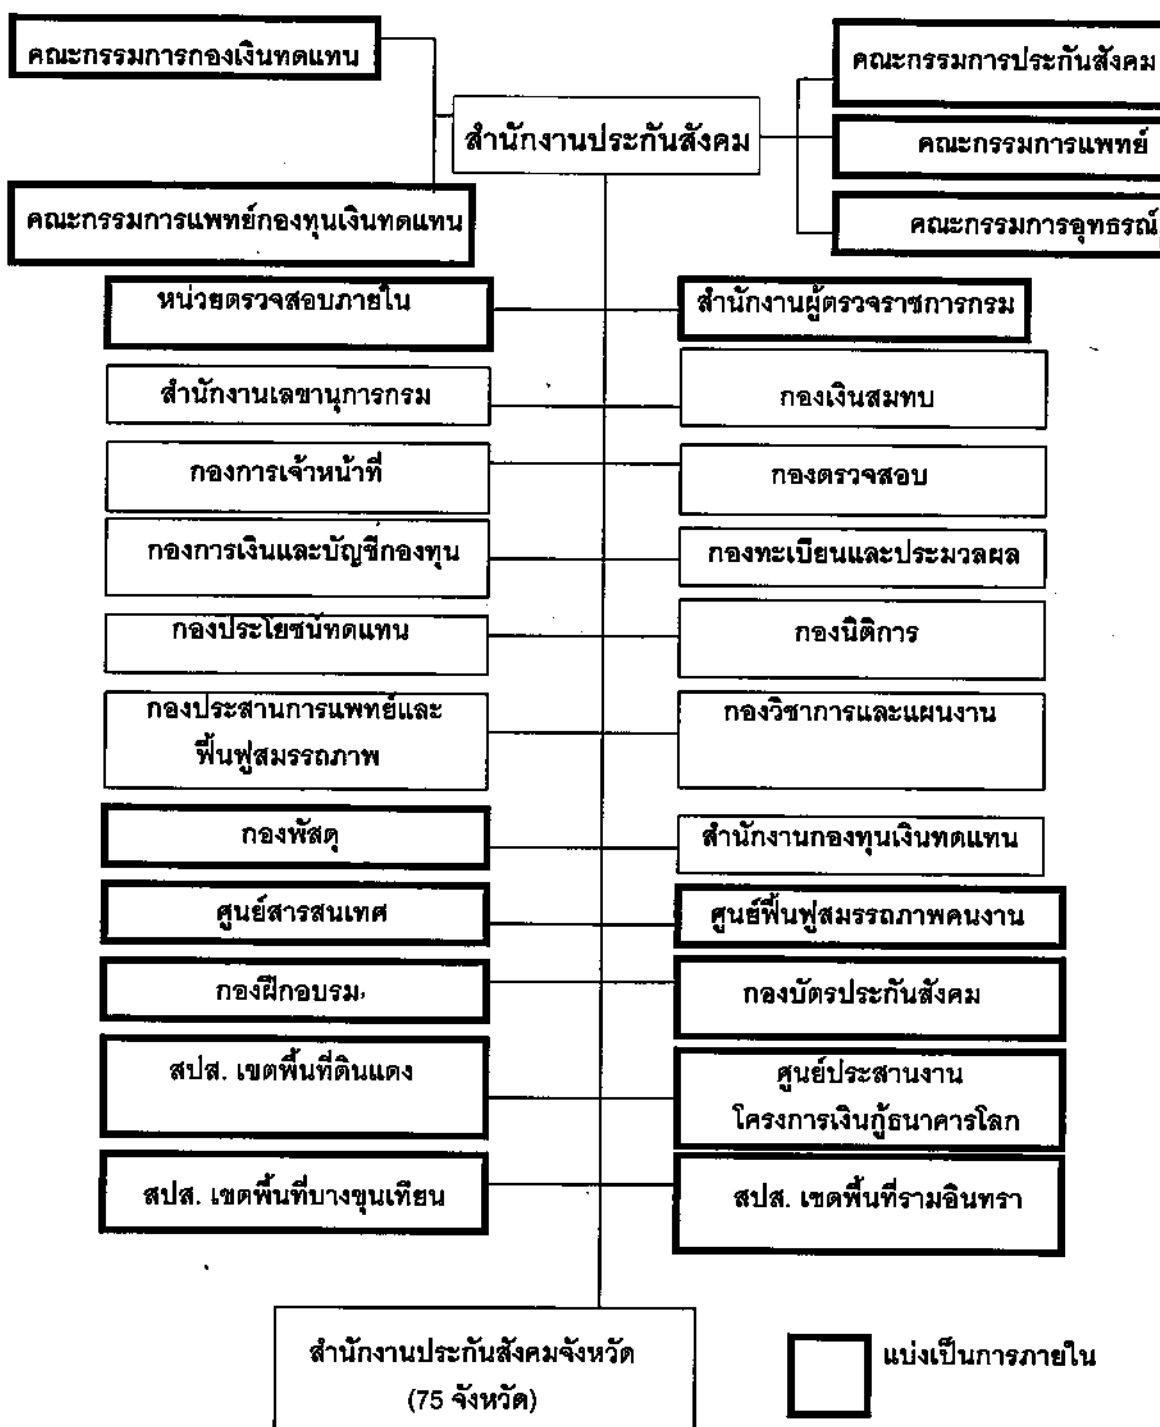 คณะกรรมการกองเงินทดแทน
คณะกรรมการประกันสังคม
สำนักงานประกันสังคม
คณะกรรมการแพทย์
คณะกรรมการแพทย์กองทุนเงินทดแทน
คณะกรรมการอุทธรณ์
หน่วยตรวจสอบภายใน
สำนักงานผู้ตรวจราชการกรม
สำนักงานเลขานุการกรม
กองเงินสมทบ
กองการเจ้าหน้าที่
กองตรวจสอบ
กองการเงินและบัญชีกองทุน
กองทะเบียนและประมวลผล
กองประโยชน์ทดแทน
กองนิติการ
กองประสานการแพทย์และ
ฟื้นฟูสมรรถภาพ
กองวิชาการและแผนงาน
กองพัสดุ
สำนักงานกองทุนเงินทดแทน
ศูนย์สารสนเทศ
ศูนย์ฟื้นฟูสมรรถภาพคนงาน
กองฝึกอบรม
กองบัตรประกันสังคม
สปส. เขตพื้นที่ดินแดง
ศูนย์ประสานงาน
โครงการเงินกู้ธนาคารโลก
สปส. เขตพื้นที่บางขุนเทียน
สปส. เขตพื้นที่รามอินทรา
สำนักงานประกันสังคมจังหวัด
(75 จังหวัด)
แบ่งเป็นการภายใน